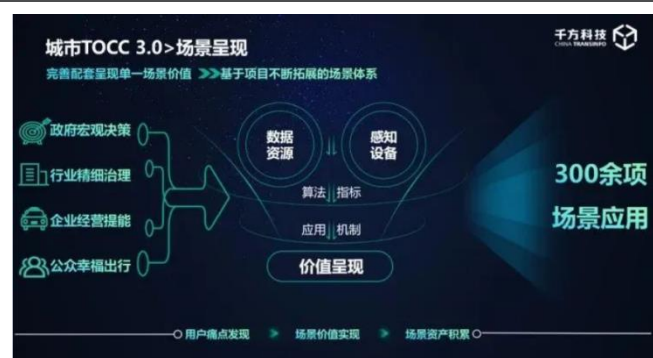 城市TOCC 3.0>场景呈现
千方科技
CHINA TRANSINFO
完善配套呈现单一场景价值 >>>基于项目不断拓展的场景体系
政府宏观决策
行业精细治理
企业经营提能
公众幸福出行
数据
资源
感知
设备
算法 指标
应用 机制
价值呈现
300余项
场景应用
用户痛点发现 > 场景价值实现 > 场景资产积累